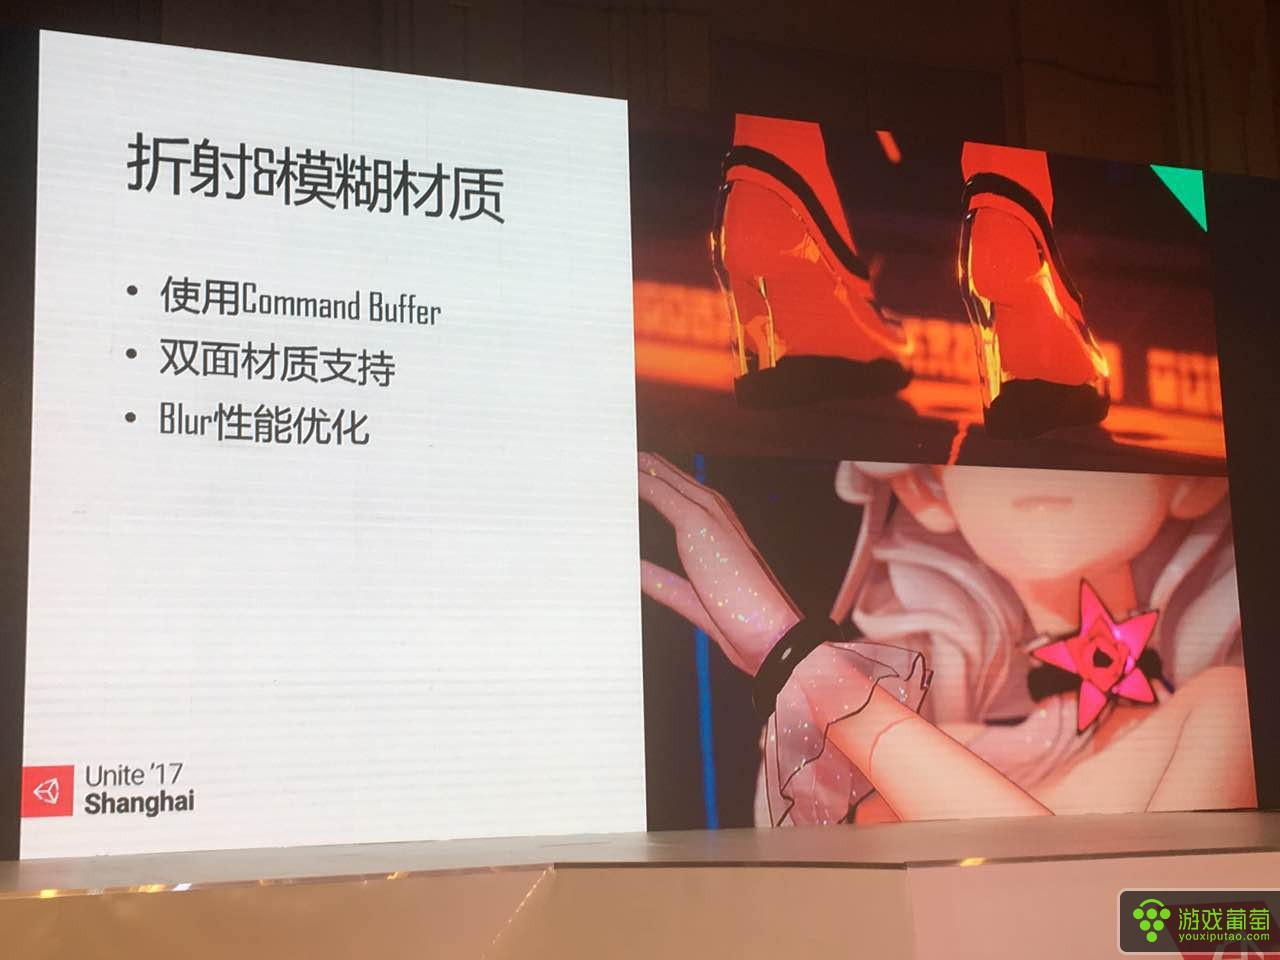 折射&模糊材质
• 使用Command Buffer
• 双面材质支持
• Blur性能优化
Unite '17
Shanghai
游戏葡萄
youxiputao.com